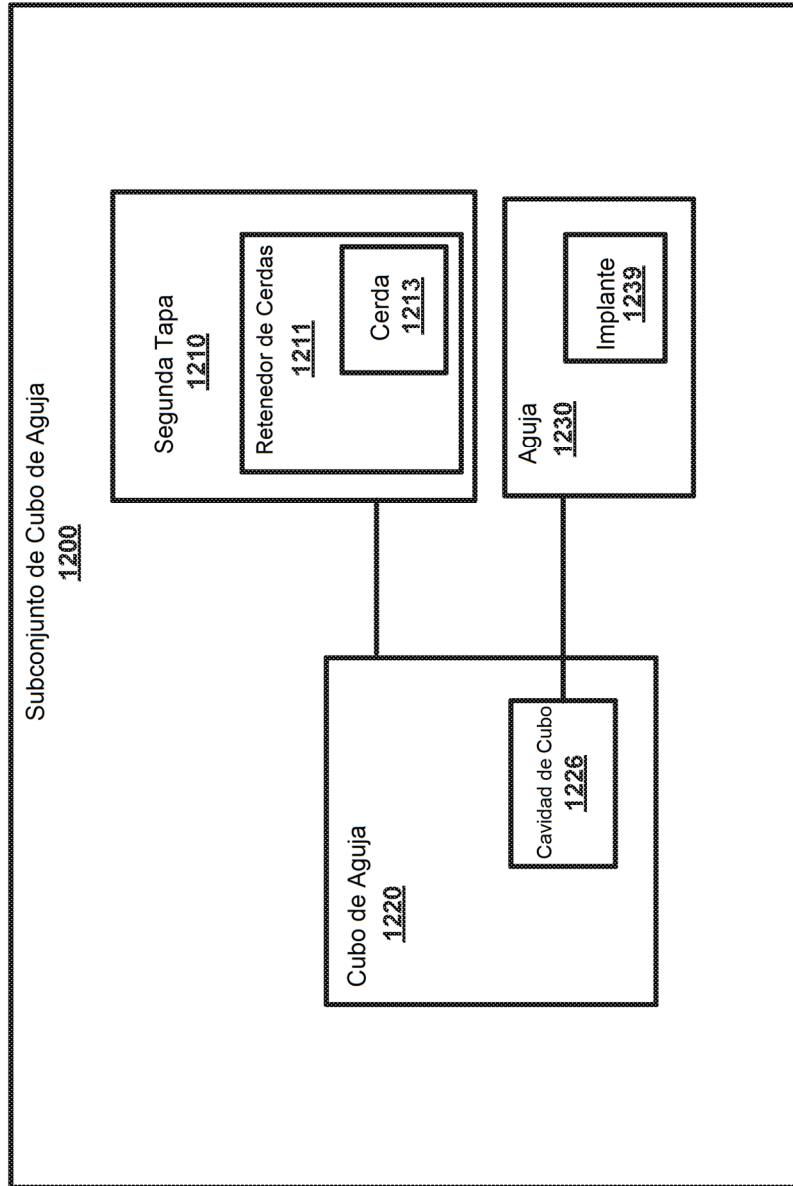 Subconjunto de Cubo de Aguja
1200
Segunda Tapa
1210
Retenedor de Cerdas
1211
Cerda
1213
Cubo de Aguja
1220
Cavidad de Cubo
1226
Aguja
1230
Implante
1239